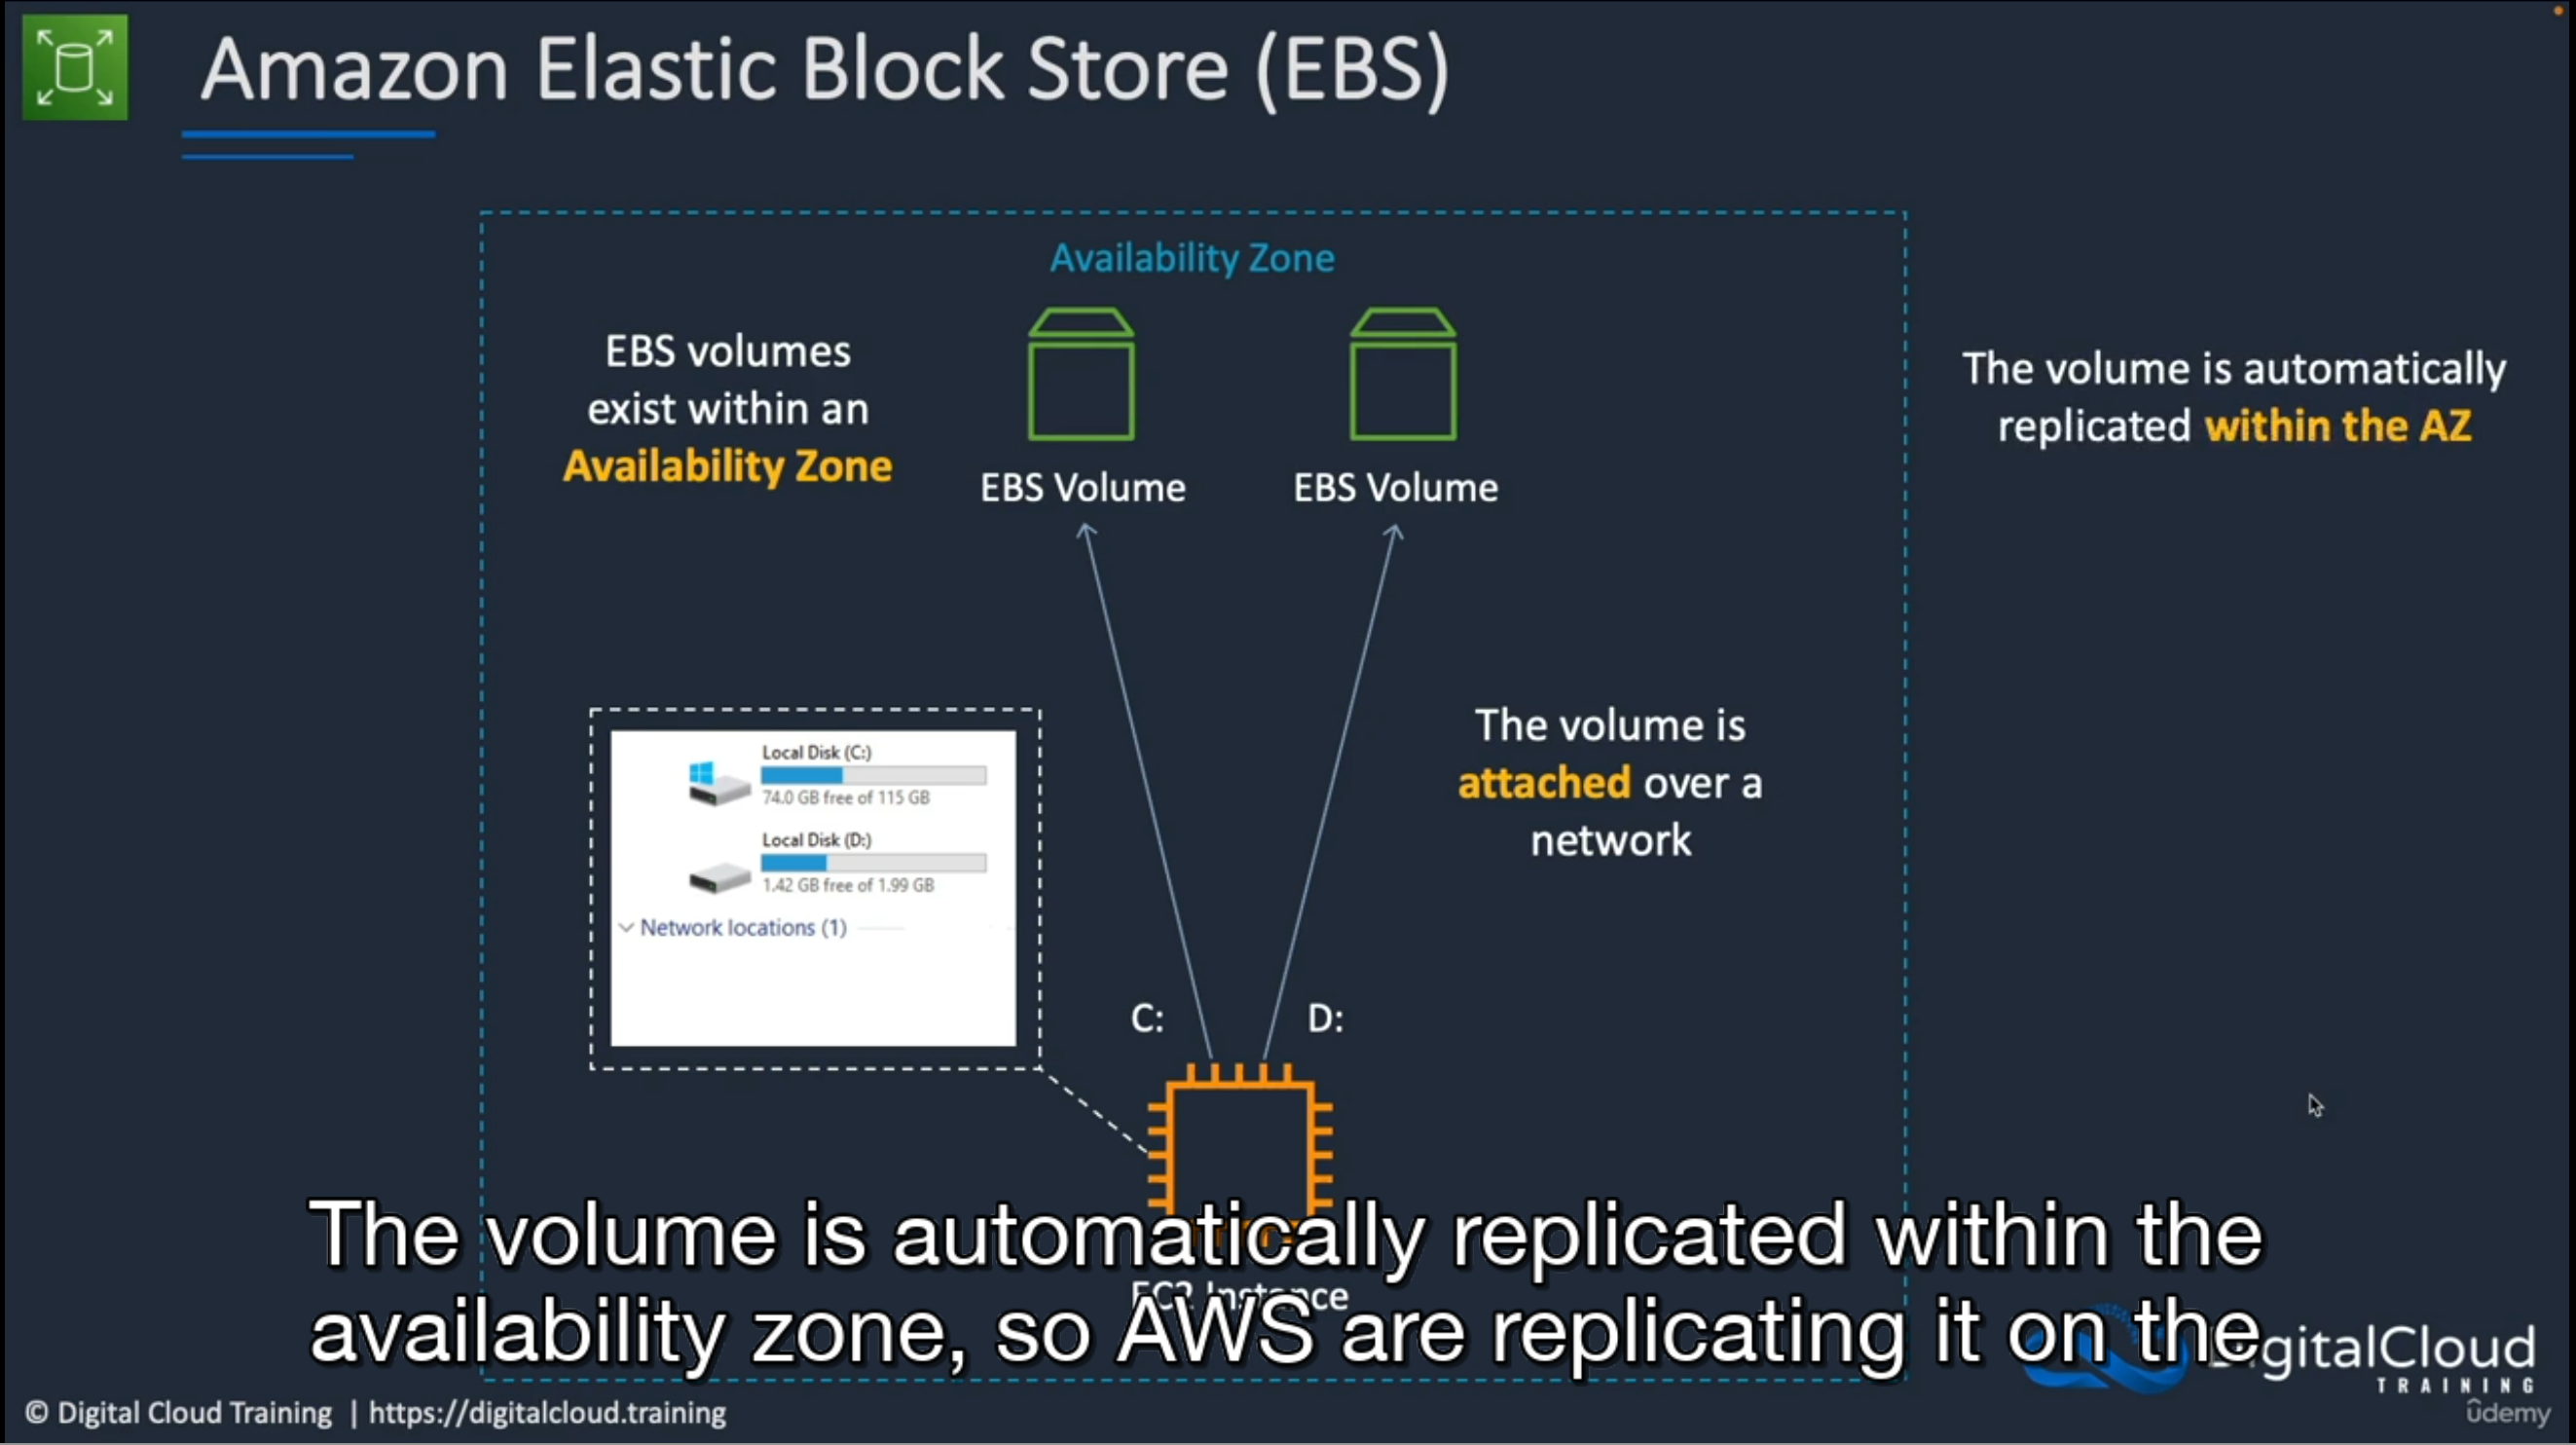 Amazon Elastic Block Store (EBS)
Availability Zone
EBS volumes
exist within an
Availability Zone
EBS Volume
EBS Volume
The volume is automatically
replicated within the AZ
Local Disk (C:)
74.0 GB free of 115 GB
Local Disk (D:)
1.42 GB free of 1.99 GB
Network locations (1)
The volume is
attached over a
network
C:
D:
EC2 Instance
The volume is automatically replicated within the
availability zone, so AWS are replicating it on the
DigitalCloud
TRAINING
ûdemy
© Digital Cloud Training | https://digitalcloud.training